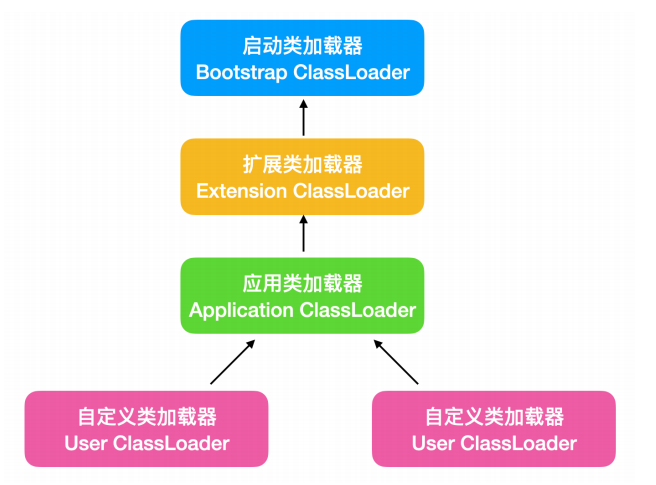 启动类加载器
Bootstrap ClassLoader
扩展类加载器
Extension ClassLoader
应用类加载器
Application ClassLoader
自定义类加载器
User ClassLoader
自定义类加载器
User ClassLoader